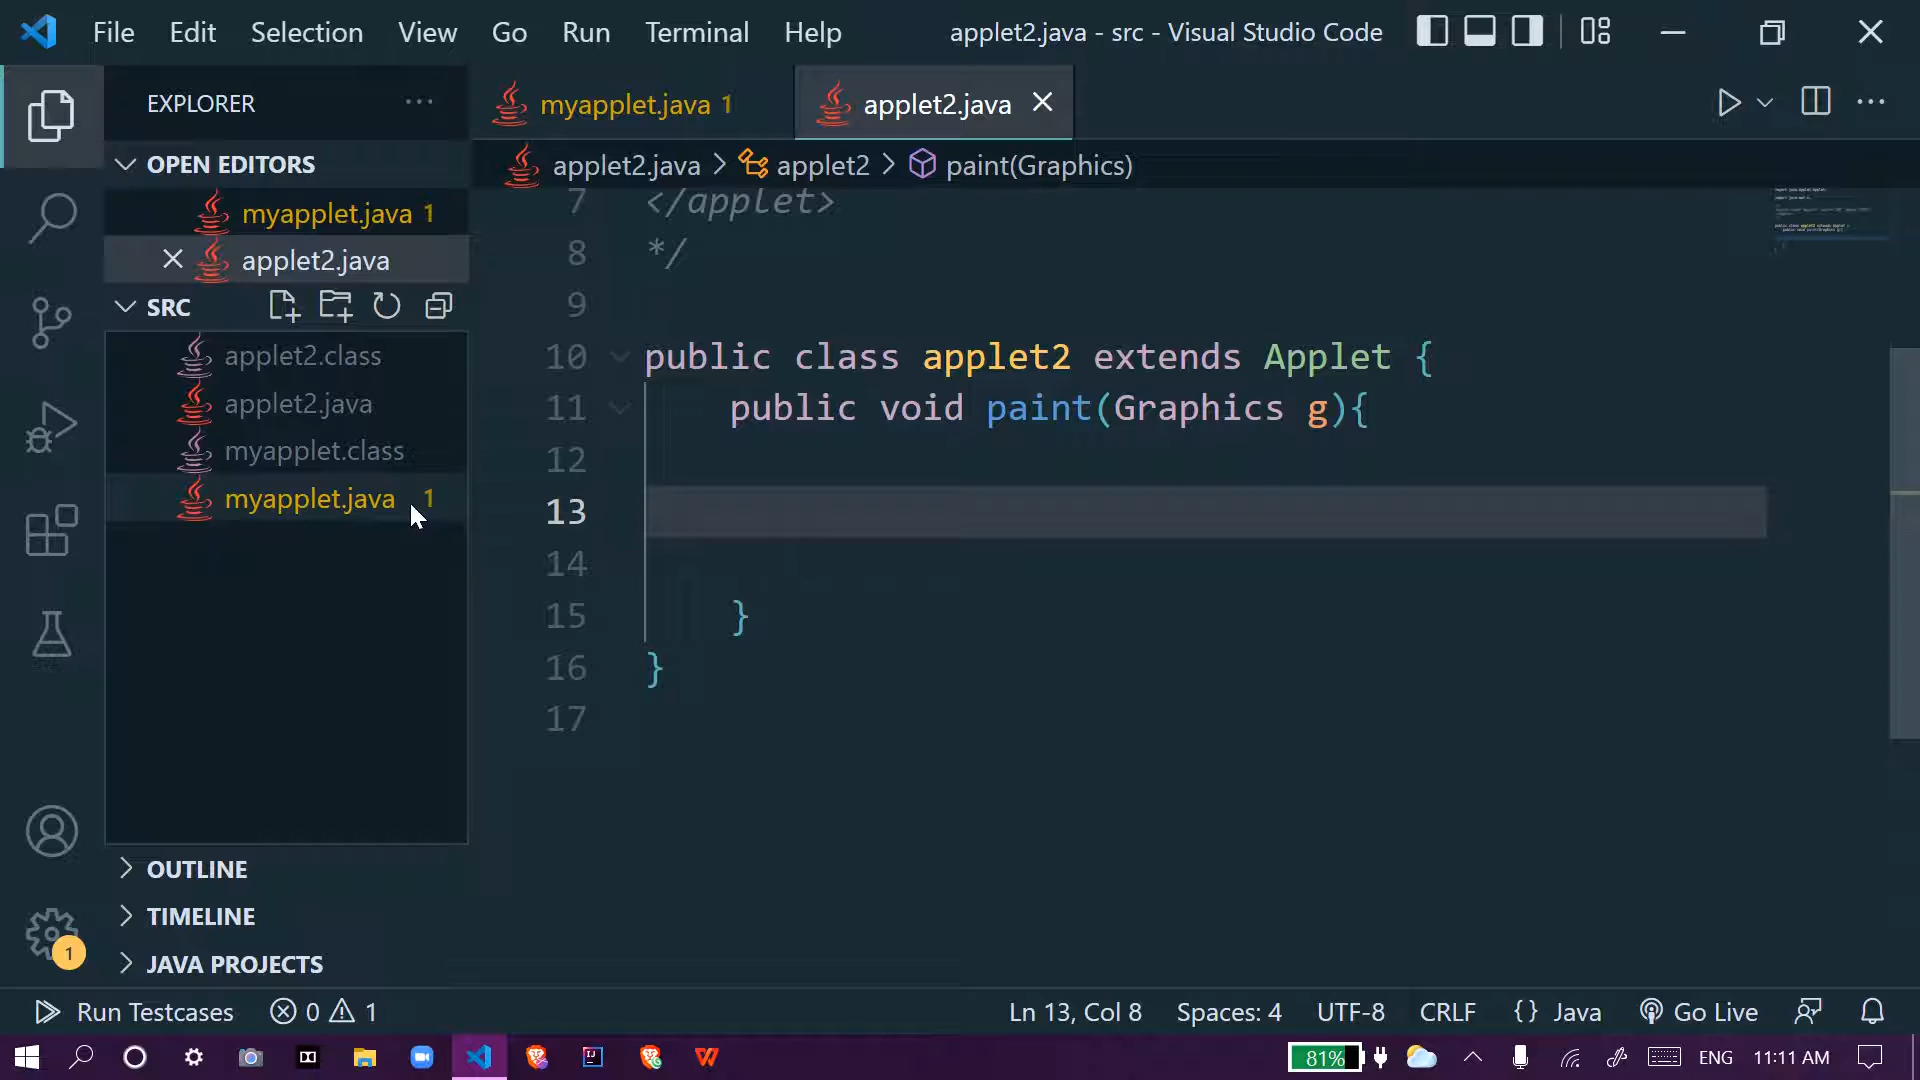 File Edit Selection View Go Run Terminal Help
applet2.java - src - Visual Studio Code
EXPLORER
myapplet.java 1
applet2.java
OPEN EDITORS
applet2.java > applet2 > paint(Graphics)
myapplet.java 1
applet2.java
SRC
applet2.class
applet2.java
myapplet.class
myapplet.java 1
7 </applet>
8 */
9
10 public class applet2 extends Applet {
11 public void paint(Graphics g){
12
13
14
15 }
16 }
17
OUTLINE
TIMELINE
JAVA PROJECTS
1
Run Testcases 0 1
Ln 13, Col 8 Spaces: 4 UTF-8 CRLF {} Java Go Live
81% ENG 11:11 AM